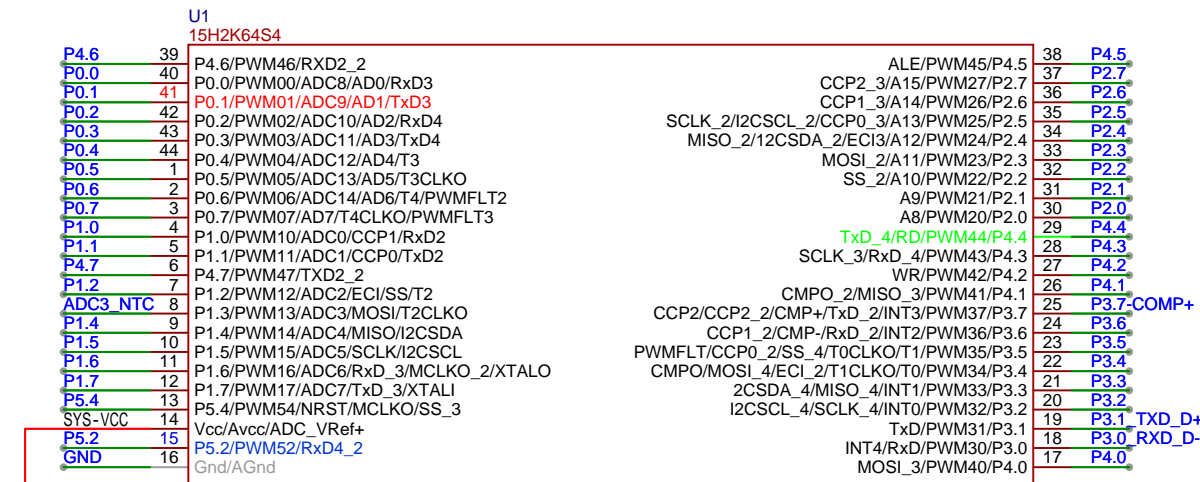 U1
15H2K64S4
P4.6 39 P4.6/PWM46/RXD2_2 ALE/PWM45/P4.5 38 P4.5
P0.0 40 P0.0/PWM00/ADC8/AD0/RxD3 CCP2_3/A15/PWM27/P2.7 37 P2.7
P0.1 41 P0.1/PWM01/ADC9/AD1/TxD3 CCP1_3/A14/PWM26/P2.6 36 P2.6
P0.2 42 P0.2/PWM02/ADC10/AD2/RxD4 SCLK_2/I2CSCL_2/CCP0_3/A13/PWM25/P2.5 35 P2.5
P0.3 43 P0.3/PWM03/ADC11/AD3/TxD4 MISO_2/12CSDA_2/ECI3/A12/PWM24/P2.4 34 P2.4
P0.4 44 P0.4/PWM04/ADC12/AD4/T3 MOSI_2/A11/PWM23/P2.3 33 P2.3
P0.5 1 P0.5/PWM05/ADC13/AD5/T3CLKO SS_2/A10/PWM22/P2.2 32 P2.2
P0.6 2 P0.6/PWM06/ADC14/AD6/T4/PWMFLT2 A9/PWM21/P2.1 31 P2.1
P0.7 3 P0.7/PWM07/AD7/T4CLKO/PWMFLT3 A8/PWM20/P2.0 30 P2.0
P1.0 4 P1.0/PWM10/ADC0/CCP1/RxD2 TxD_4/RD/PWM44/P4.4 29 P4.4
P1.1 5 P1.1/PWM11/ADC1/CCP0/TxD2 SCLK_3/RxD_4/PWM43/P4.3 28 P4.3
P4.7 6 P4.7/PWM47/TXD2_2 WR/PWM42/P4.2 27 P4.2
P1.2 7 P1.2/PWM12/ADC2/ECI/SS/T2 CMPO_2/MISO_3/PWM41/P4.1 26 P4.1
ADC3_NTC 8 P1.3/PWM13/ADC3/MOSI/T2CLKO CCP2/CCP2_2/CMP+/TxD_2/INT3/PWM37/P3.7 25 P3.7-COMP+
P1.4 9 P1.4/PWM14/ADC4/MISO/I2CSDA CCP1_2/CMP-/RxD_2/INT2/PWM36/P3.6 24 P3.6
P1.5 10 P1.5/PWM15/ADC5/SCLK/I2CSCL PWMFLT/CCP0_2/SS_4/T0CLKO/T1/PWM35/P3.5 23 P3.5
P1.6 11 P1.6/PWM16/ADC6/RxD_3/MCLKO_2/XTALO CMPO/MOSI_4/ECI_2/T1CLKO/T0/PWM34/P3.4 22 P3.4
P1.7 12 P1.7/PWM17/ADC7/TxD_3/XTALI 2CSDA_4/MISO_4/INT1/PWM33/P3.3 21 P3.3
P5.4 13 P5.4/PWM54/NRST/MCLKO/SS_3 I2CSCL_4/SCLK_4/INT0/PWM32/P3.2 20 P3.2
SYS-VCC 14 Vcc/Avcc/ADC_VRef+ TxD/PWM31/P3.1 19 P3.1_TXD_D+
P5.2 15 P5.2/PWM52/RxD4_2 INT4/RxD/PWM30/P3.0 18 P3.0_RXD_D-
GND 16 Gnd/AGnd MOSI_3/PWM40/P4.0 17 P4.0